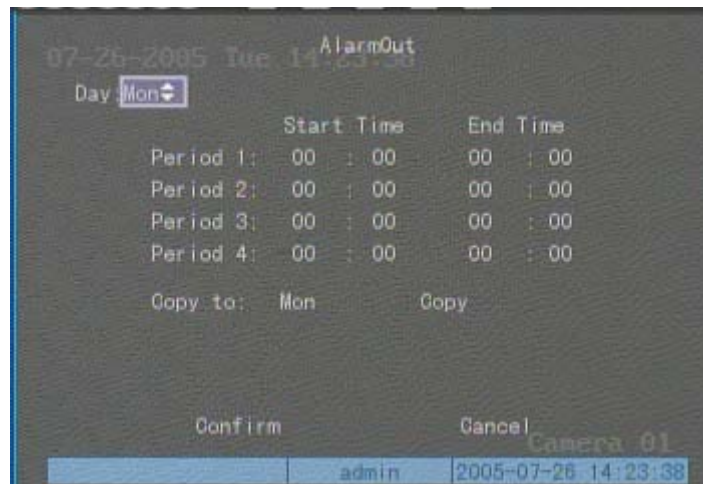 AlarmOut
07-26-2005 Tue 14:23:38
Day:Mon
Start Time End Time
Period 1: 00 : 00 00 : 00
Period 2: 00 : 00 00 : 00
Period 3: 00 : 00 00 : 00
Period 4: 00 : 00 00 : 00
Copy to: Mon Copy
Confirm Cancel
Camera 01
admin 2005-07-26 14:23:38